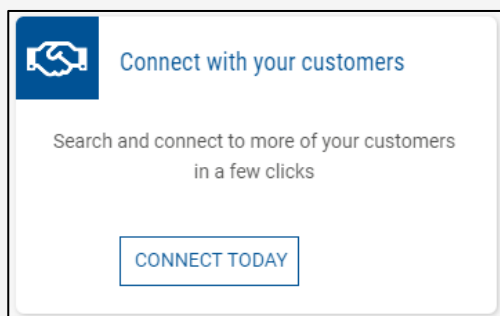 Connect with your customers
Search and connect to more of your customers
in a few clicks
CONNECT TODAY